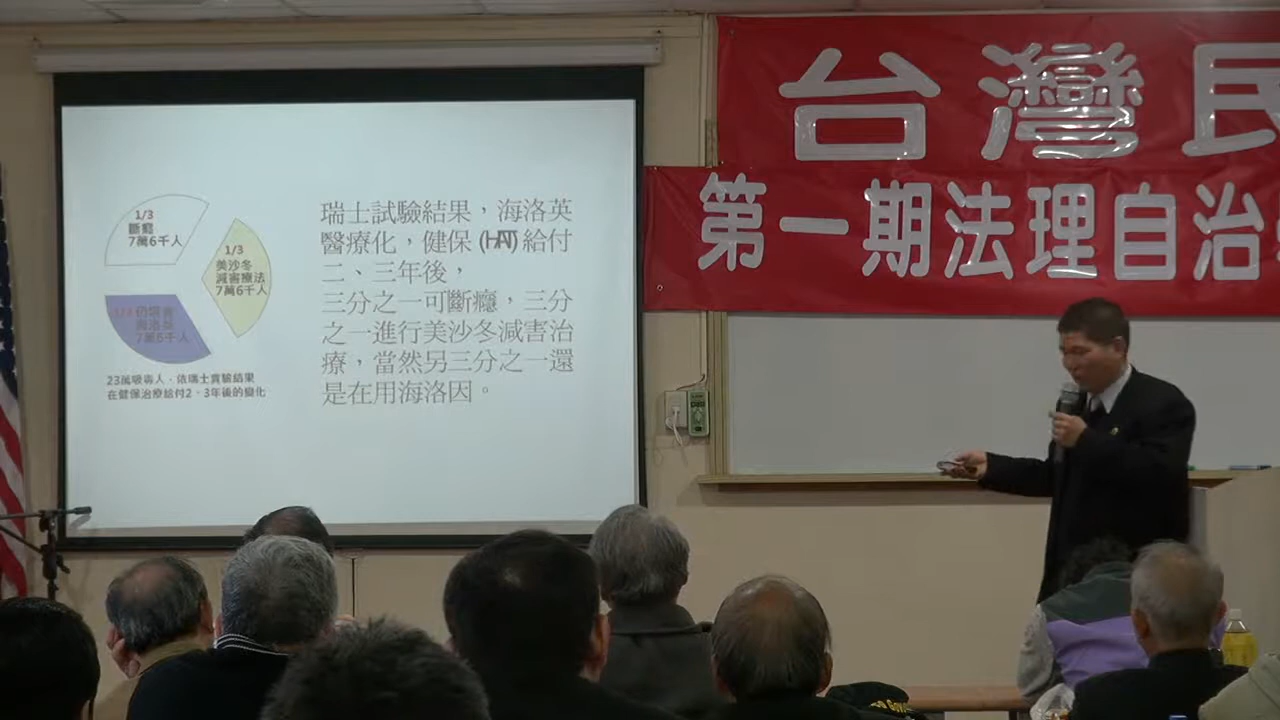 台灣民
第一期法理自治
1/3
斷癮
7萬6千人
1/3
美沙冬
減害療法
7萬6千人
1/3
7萬6千人
23萬吸毒人,依瑞士實驗結果
在健保治療給付2、3年後的變化
瑞士試驗結果,海洛英
醫療化,健保(HAT)給付
二、三年後,
三分之一可斷癮,三分
之一進行美沙冬減害治
療,當然另三分之一還
是在用海洛因。